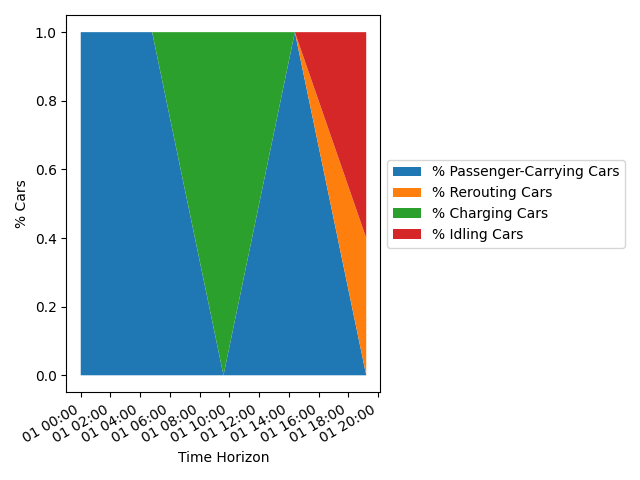 1.0
0.8
0.6
0.4
0.2
0.0
% Cars
01 00:00
01 02:00
01 04:00
01 06:00
01 08:00
01 10:00
01 12:00
01 14:00
01 16:00
01 18:00
01 20:00
Time Horizon
% Passenger-Carrying Cars
% Rerouting Cars
% Charging Cars
% Idling Cars